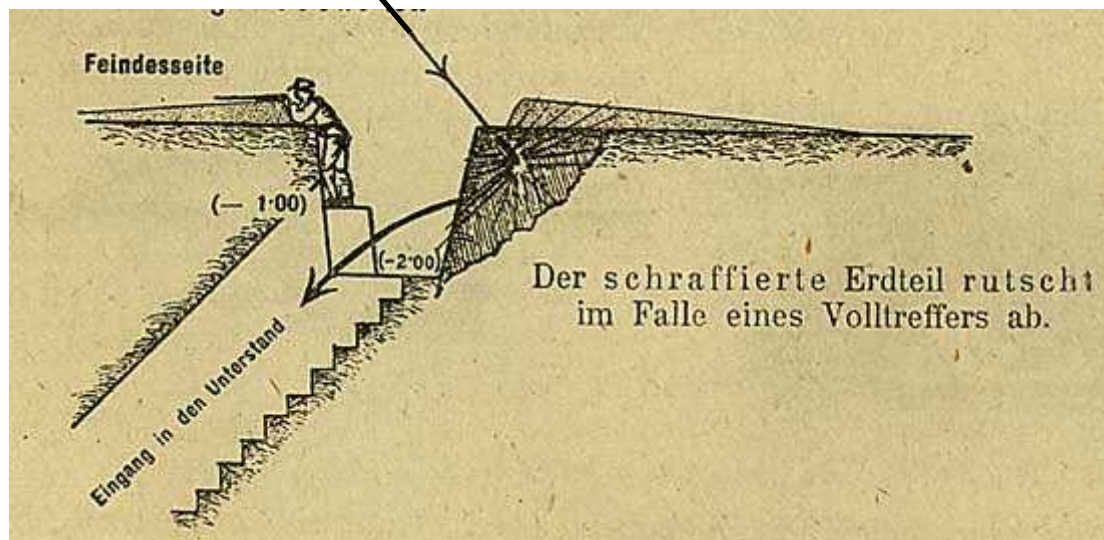 Feindesseite
(— 1·00)
(-2·00)
Eingang in den Unterstand
Der schraffierte Erdteil rutscht
im Falle eines Volltreffers ab.